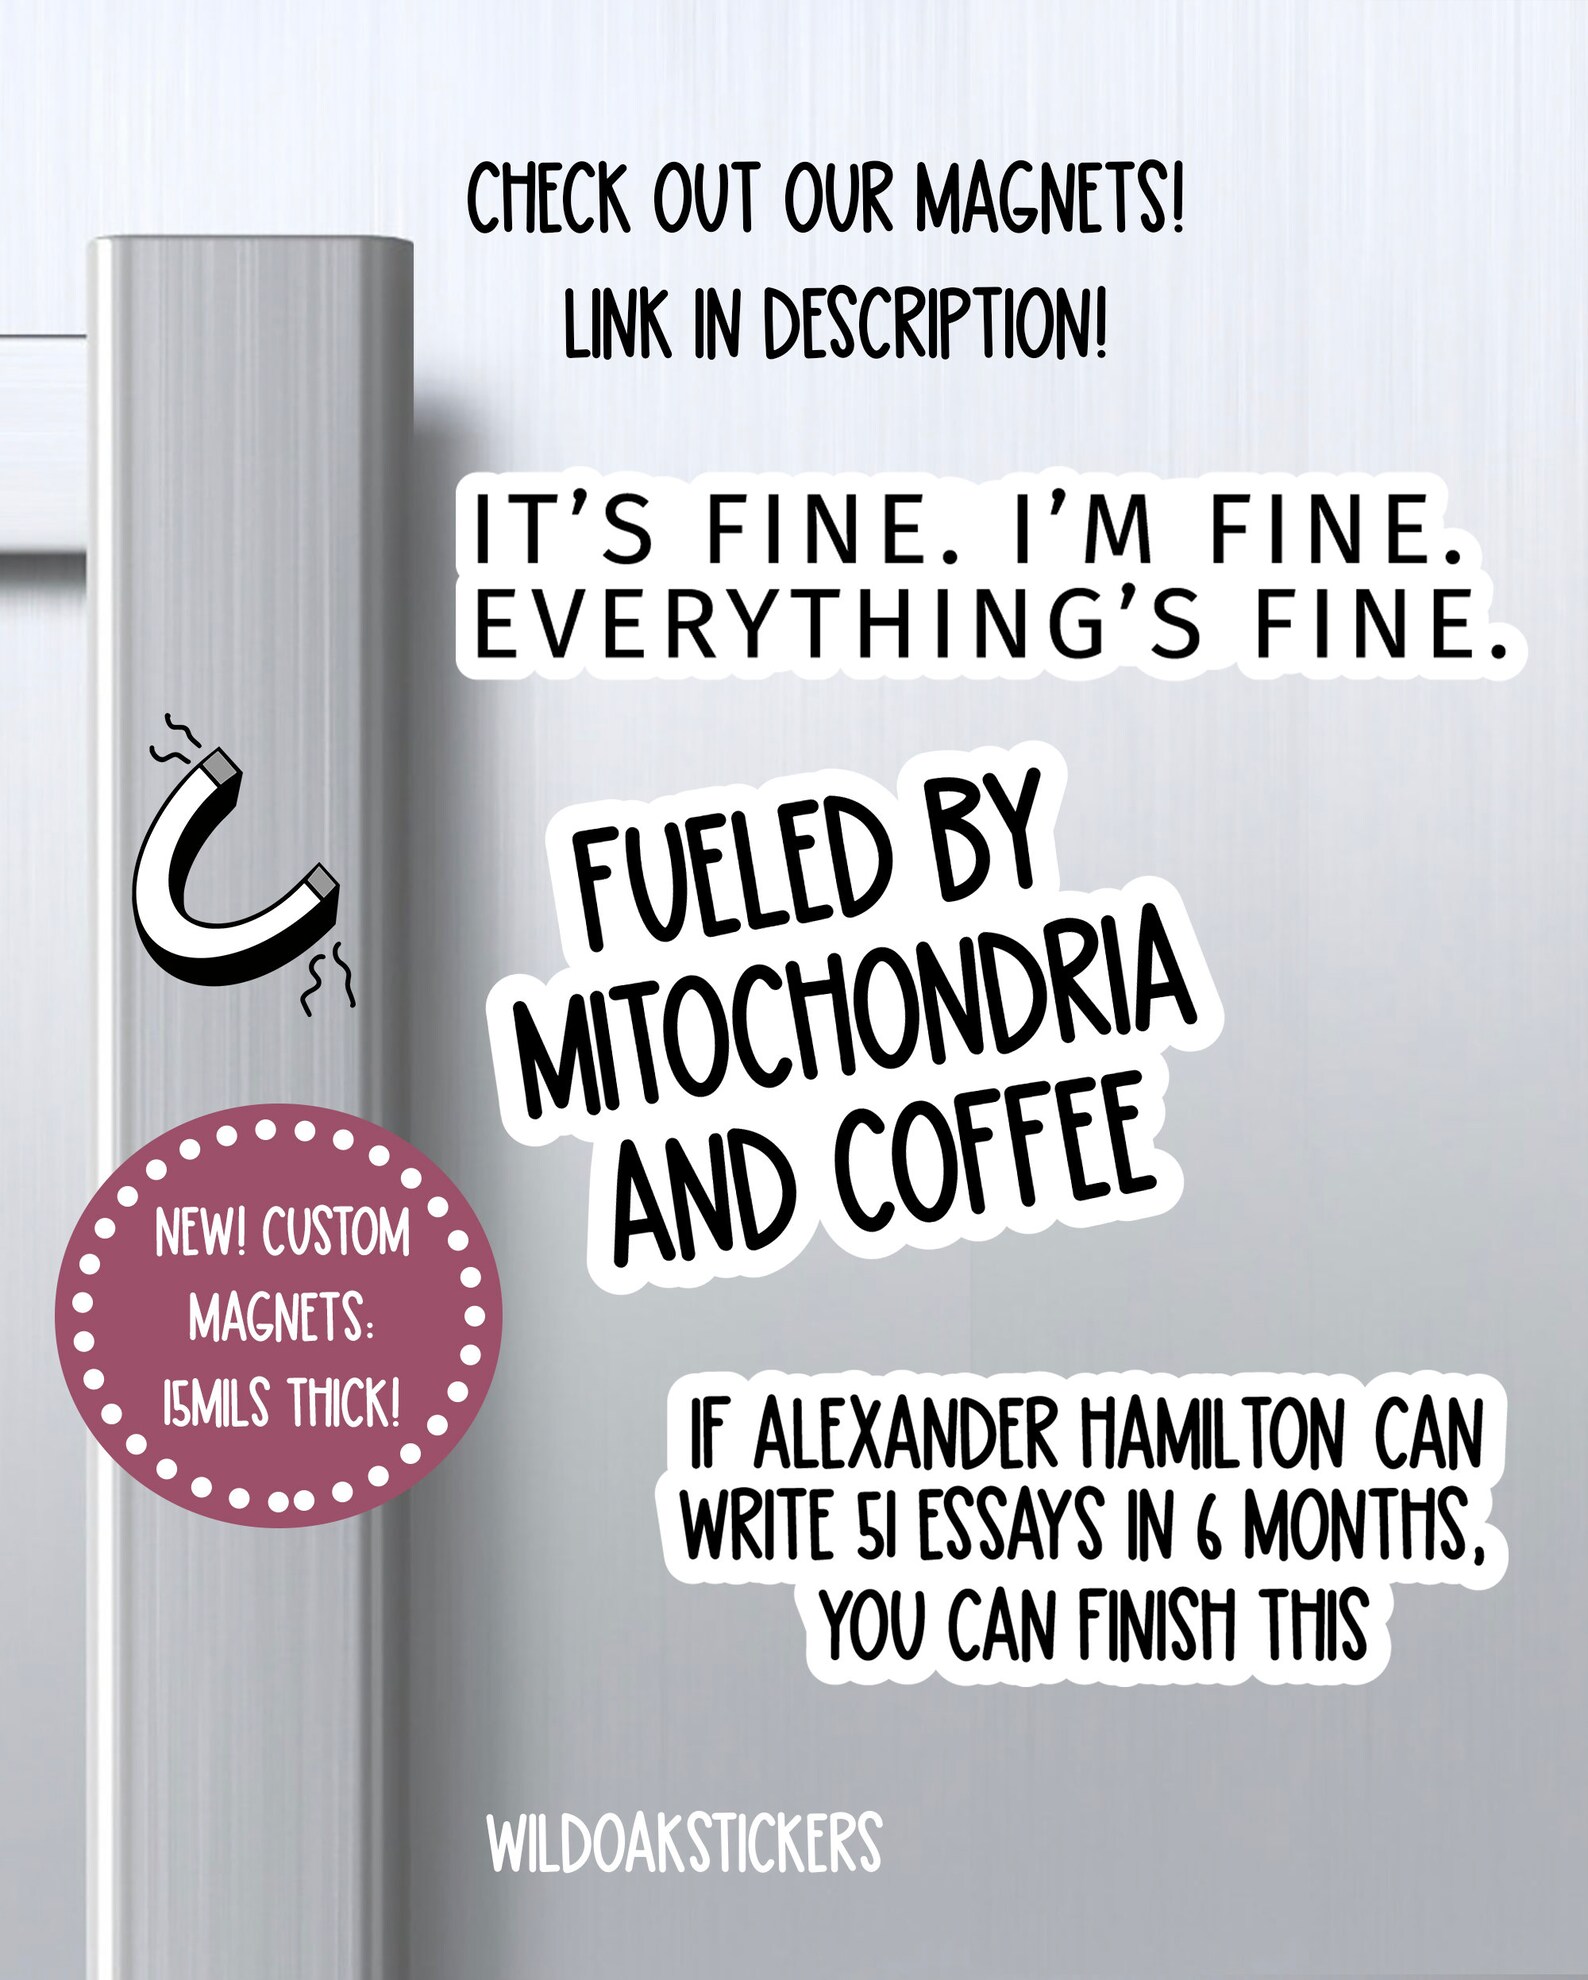 CHECK OUT OUR MAGNETS!
LINK IN DESCRIPTION!
IT'S FINE. I'M FINE.
EVERYTHING'S FINE.
FUELED BY
MITOCHONDRIA
AND COFFEE
NEW! CUSTOM
MAGNETS:
15MILS THICK!
IF ALEXANDER HAMILTON CAN
WRITE 51 ESSAYS IN 6 MONTHS,
YOU CAN FINISH THIS
WILDOAKSTICKERS